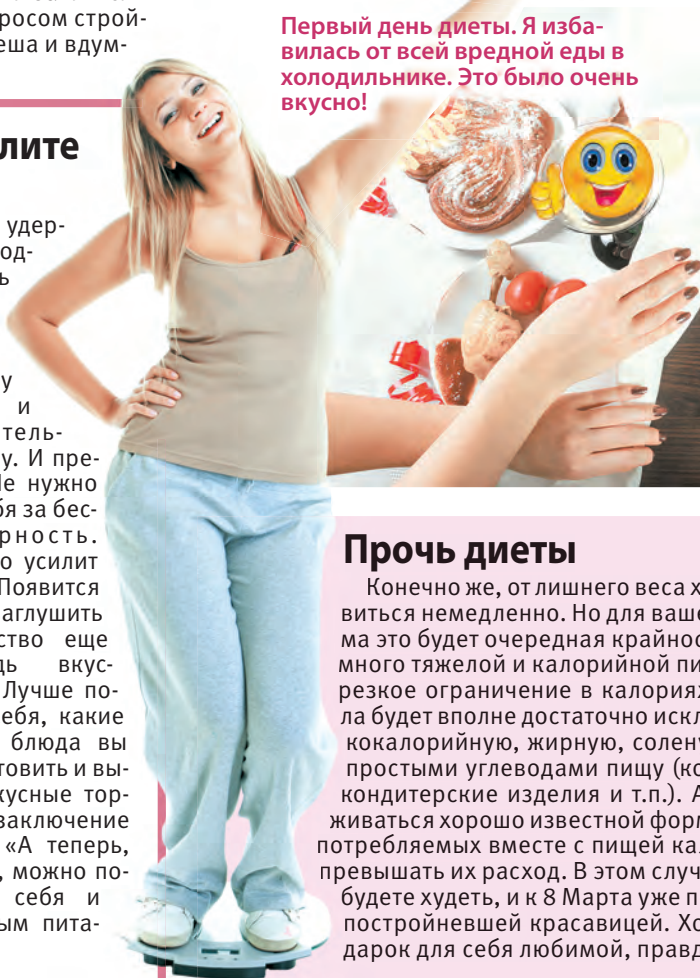 росом строй-
еша и вдум-
лите
удер-
од-
ь
у
и
тель-
у. И пре-
Не нужно
бя за бес-
рность.
о усилит
Появится
аглушить
ство еще
дь вкус-
Лучше по-
ебя, какие
блюда вы
товить и вы-
кусные тор-
заключение
«А теперь,
, можно по-
себя и
ым пита-
Первый день диеты. Я изба-
вилась от всей вредной еды в
холодильнике. Это было очень
вкусно!
Прочь диеты
Конечно же, от лишнего веса х
виться немедленно. Но для ваше
ма это будет очередная крайнос
много тяжелой и калорийной пи
резкое ограничение в калориях
ла будет вполне достаточно искл
кокалорийную, жирную, солену
простыми углеводами пищу (ко
кондитерские изделия и т.п.). А
живаться хорошо известной форм
потребляемых вместе с пищей кал
превышать их расход. В этом случ
будете худеть, и к 8 Марта уже п
постройневшей красавицей. Хо
дарок для себя любимой, правд